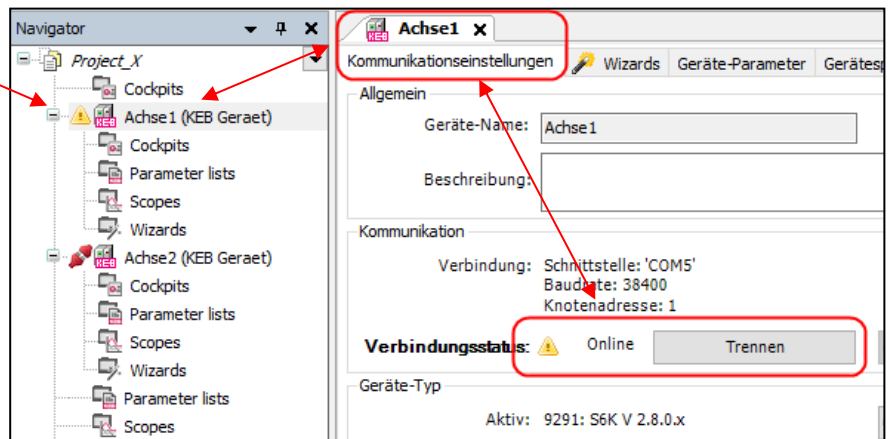 Navigator
Project_X
Cockpits
Achse1 (KEB Geraet)
Cockpits
Parameter lists
Scopes
Wizards
Achse2 (KEB Geraet)
Cockpits
Parameter lists
Scopes
Wizards
Parameter lists
Scopes
Achse1
Kommunikationseinstellungen Wizards Geräte-Parameter
Allgemein
Geräte-Name: Achse1
Beschreibung:
Kommunikation
Verbindung: Schnittstelle: 'COM5'
Baudrate: 38400
Knotenadresse: 1
Verbindungsstatus: Online Trennen
Geräte-Typ
Aktiv: 9291: S6K V 2.8.0.x